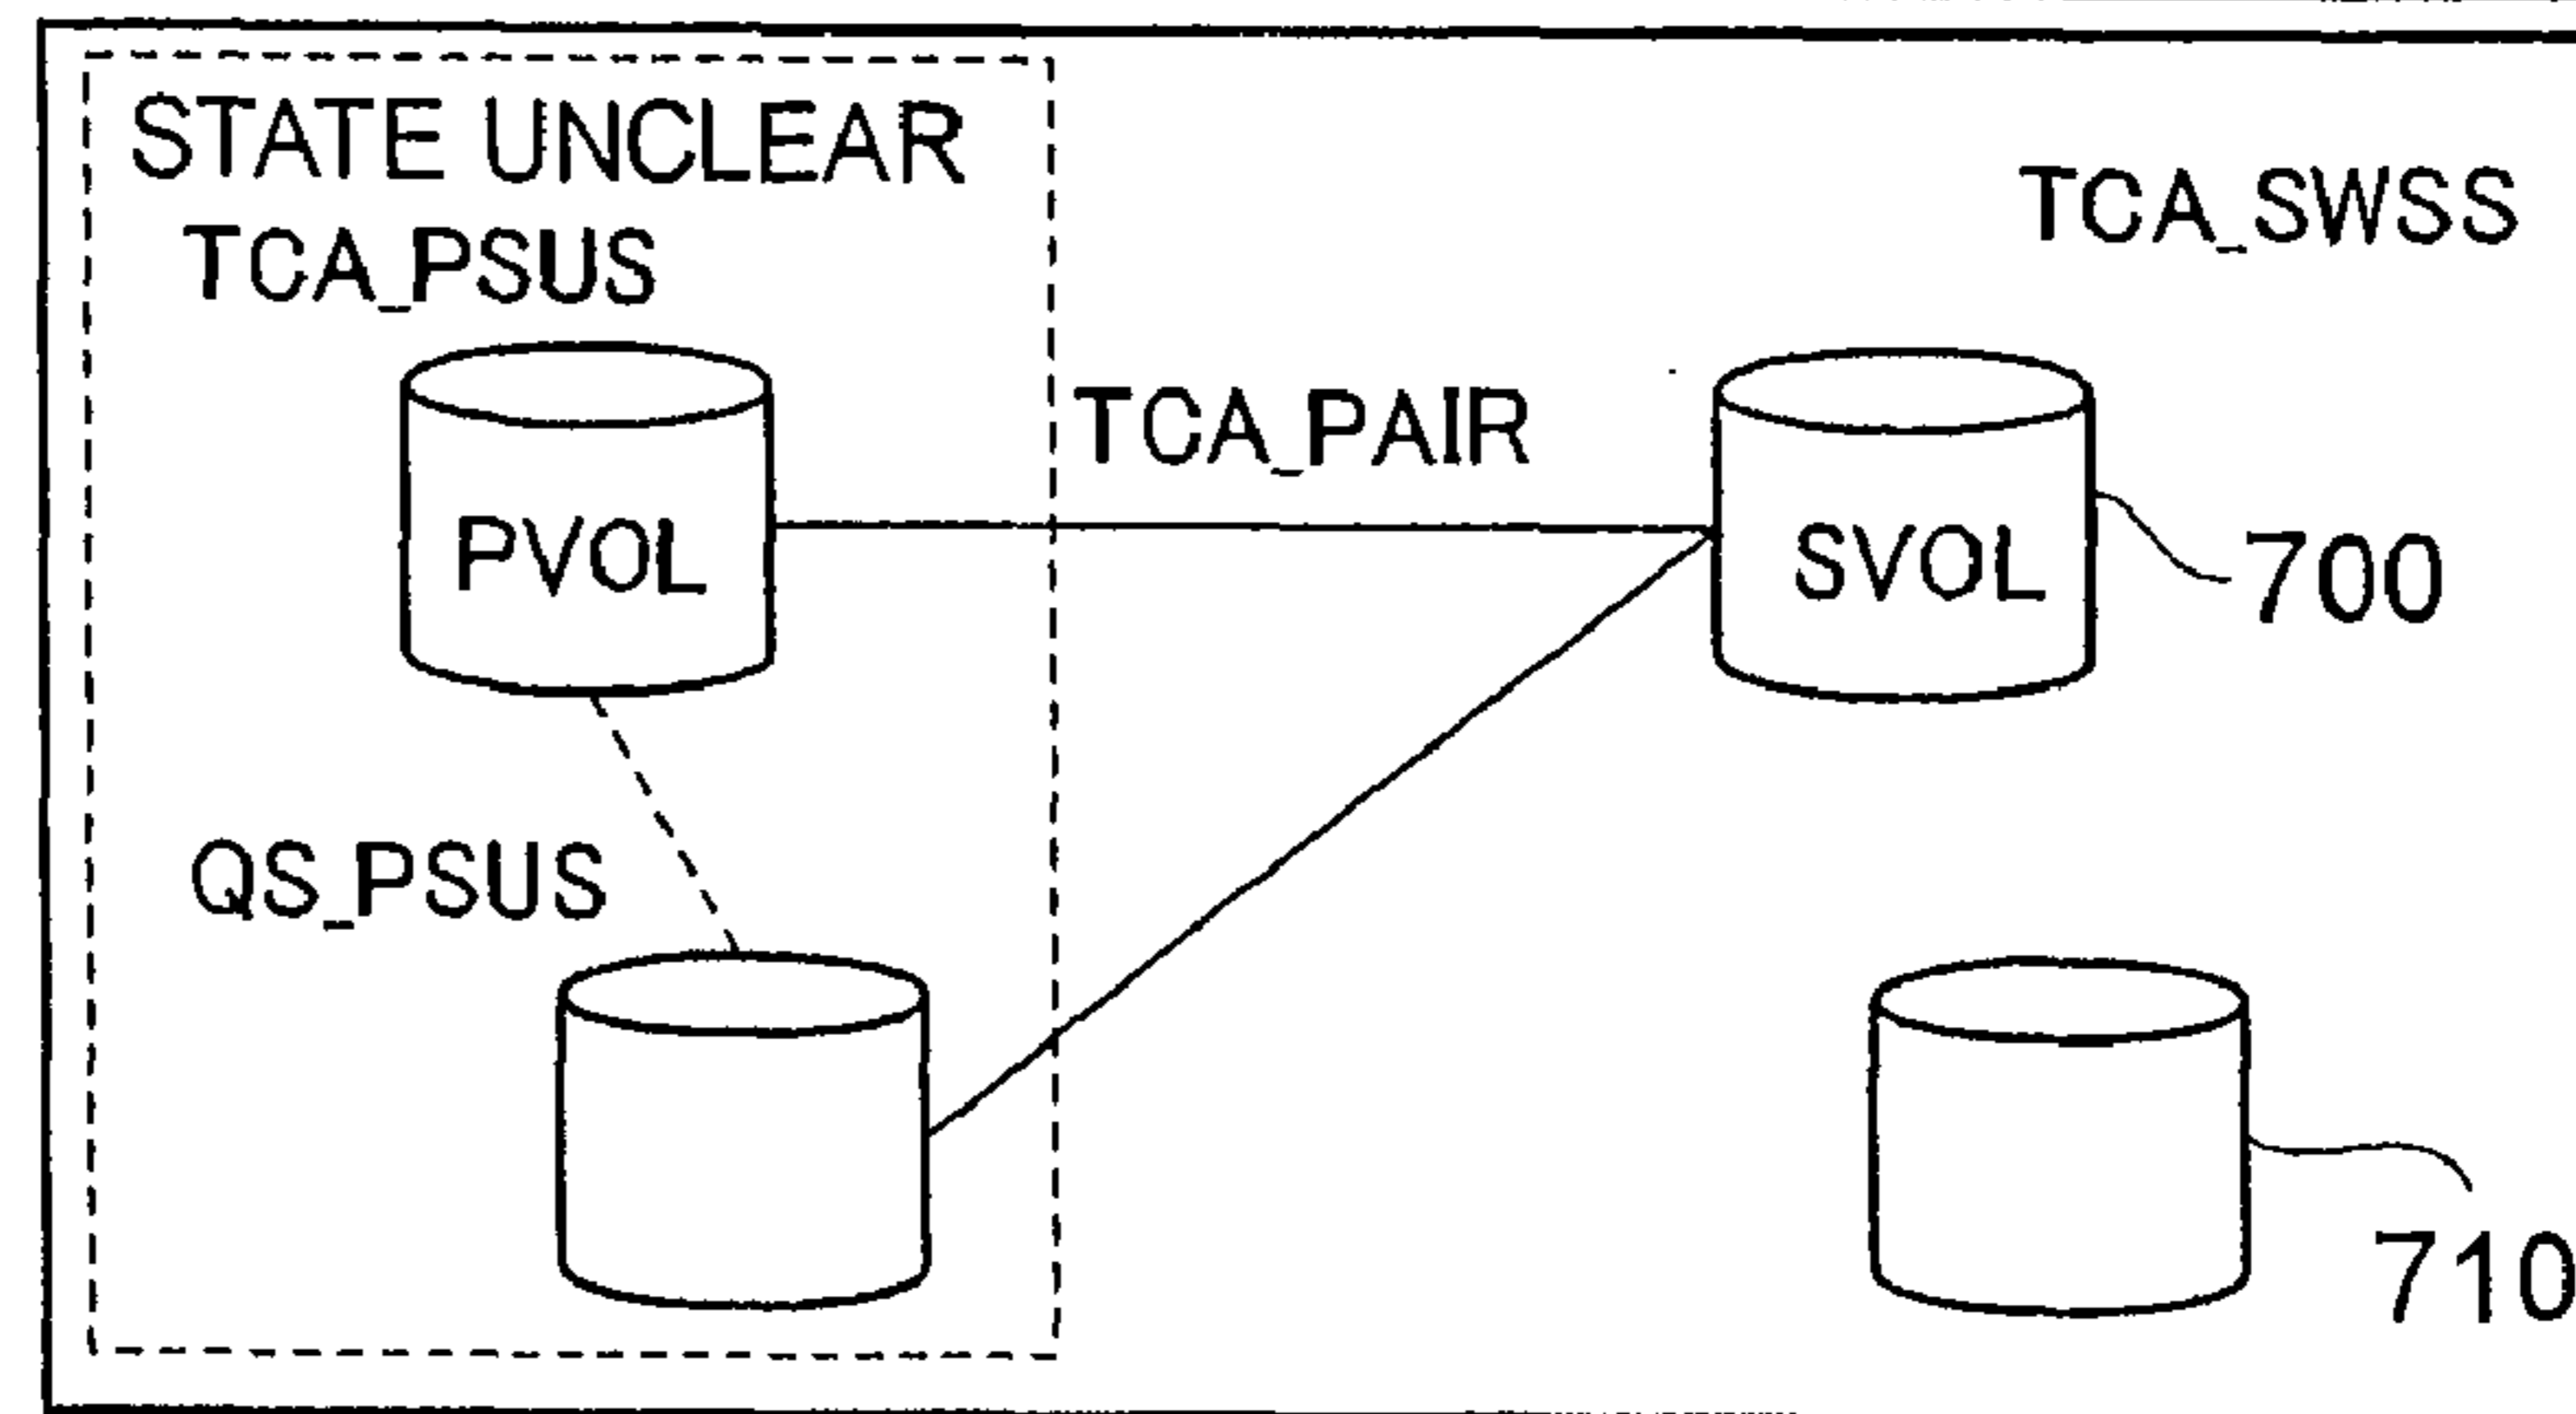 STATE UNCLEAR
TCA_PSUS
TCA_SWSS
TCA_PAIR
PVOL
SVOL
700
QS_PSUS
710